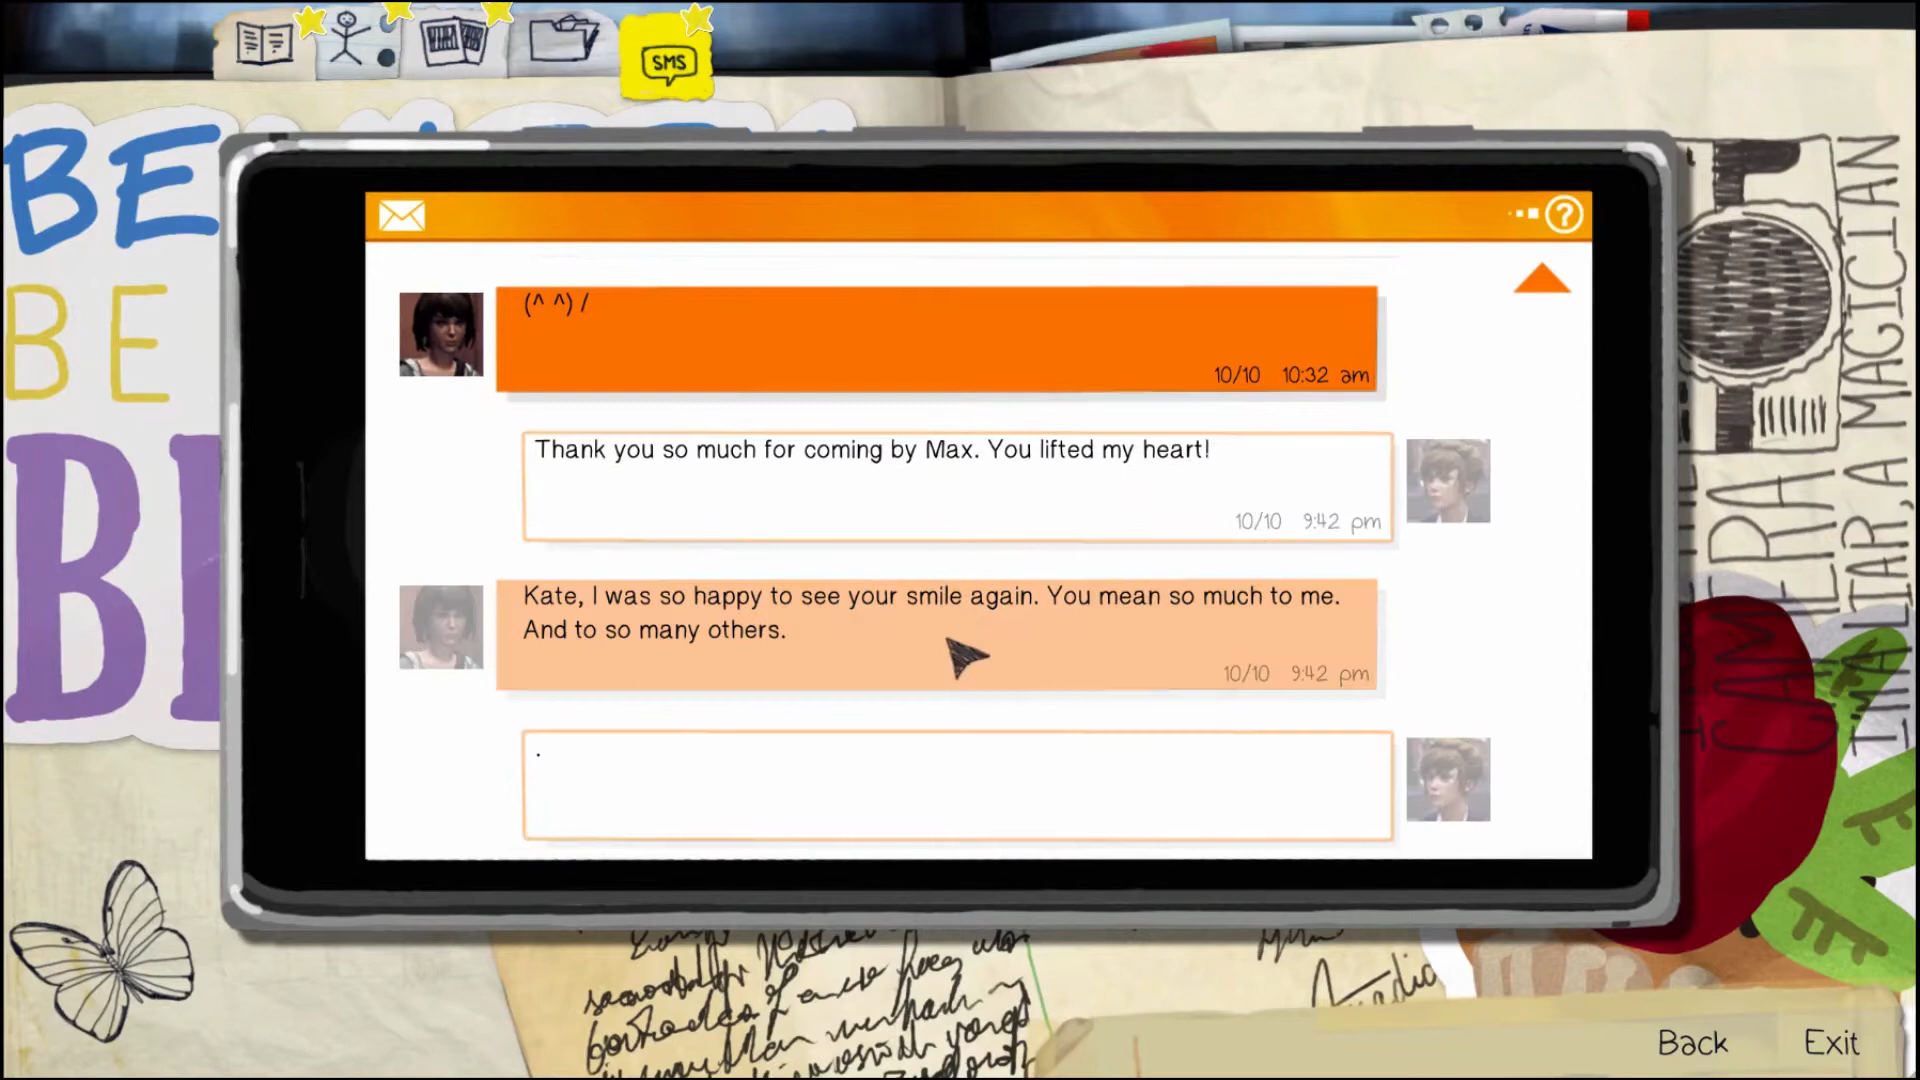 SMS
BE
BE
(^ ^) /
10/10 10:32 am
Thank you so much for coming by Max. You lifted my heart!
10/10 9:42 pm
Kate, I was so happy to see your smile again. You mean so much to me.
And to so many others.
10/10 9:42 pm
.
CAMERA
A MAGICIAN
Back
Exit